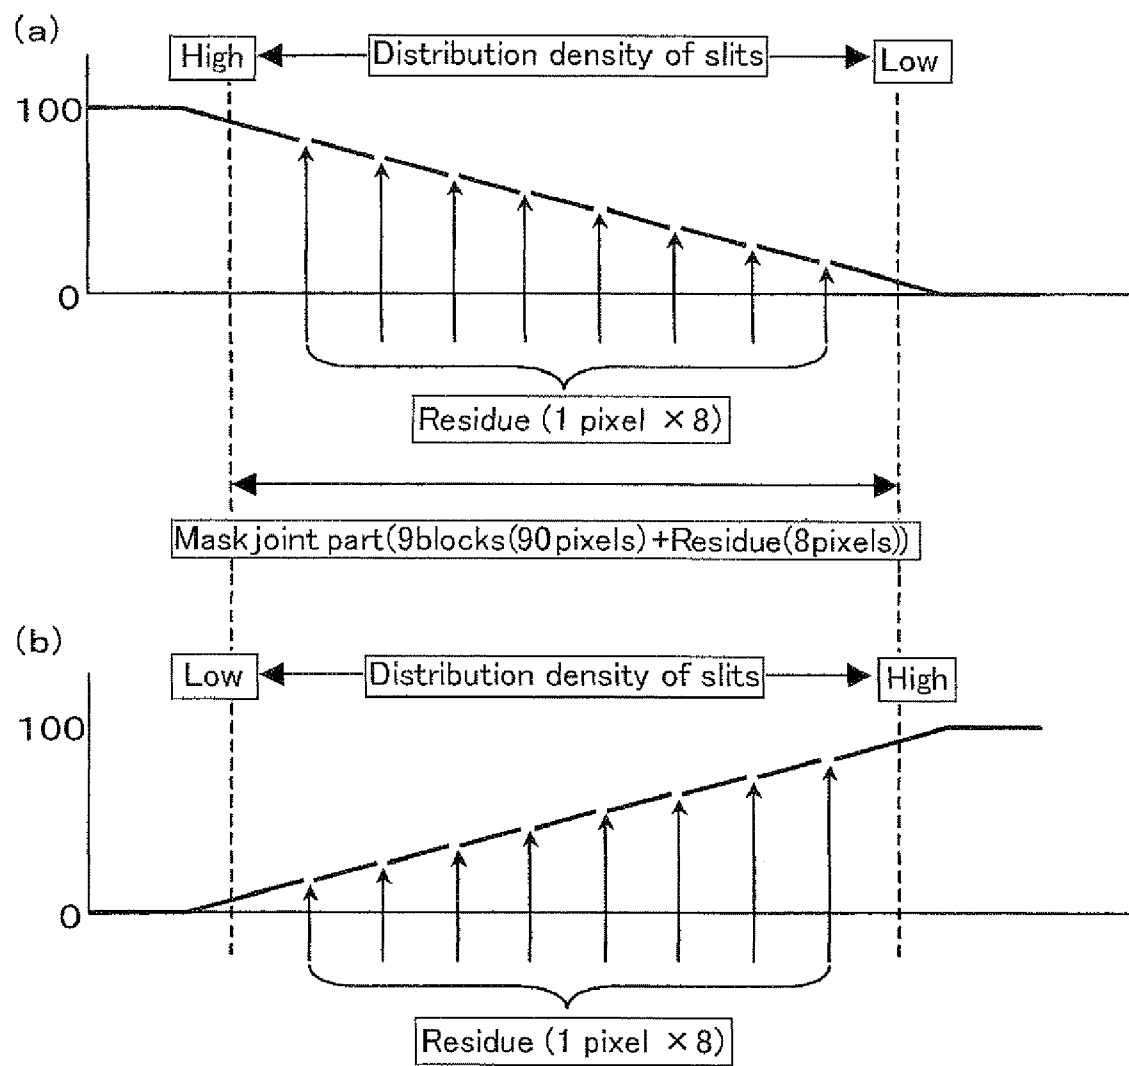 (a)
High
Distribution density of slits
Low
100
0
Residue (1 pixel ×8)
Mask joint part(9blocks(90pixels)+Residue(8pixels))
(b)
Low
Distribution density of slits
High
100
0
Residue (1 pixel ×8)